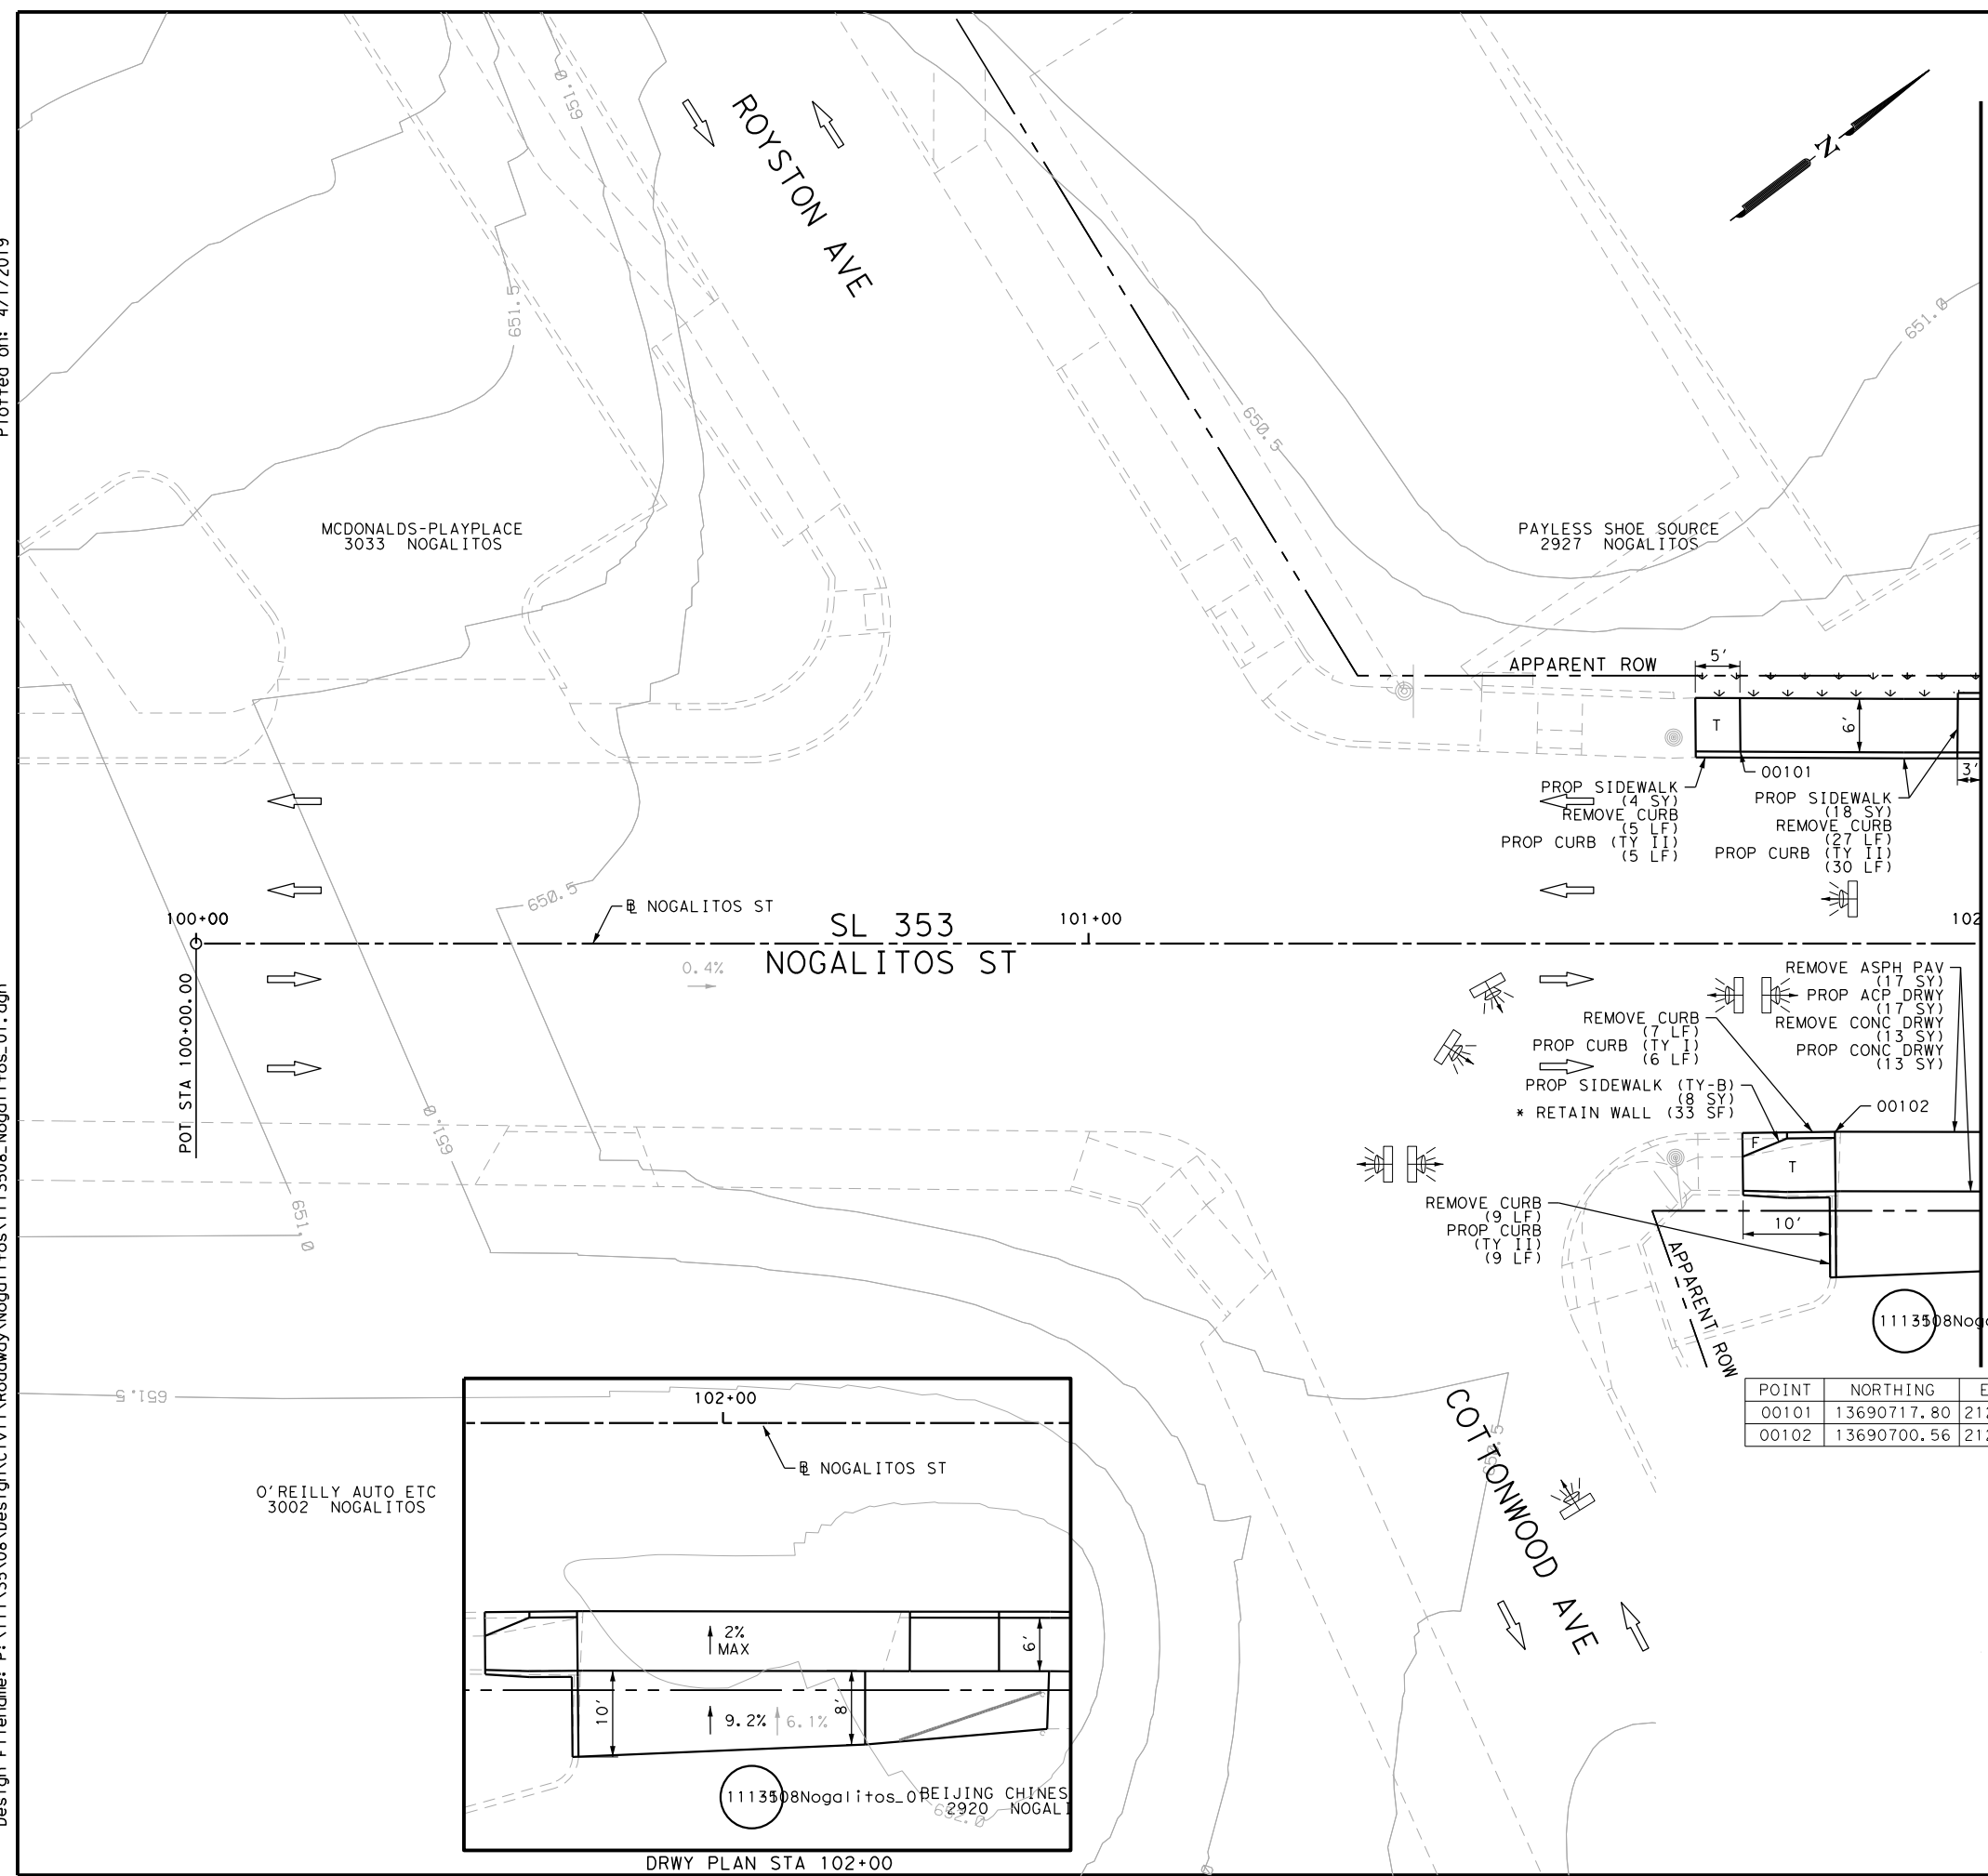 Plotted on: 4/1/2019
ROYSTON AVE
N
651.0
651.5
651.0
650.5
MCDONALDS-PLAYPLACE
3033 NOGALITOS
PAYLESS SHOE SOURCE
2927 NOGALITOS
APPARENT ROW
5'
T
6'
3'
00101
PROP SIDEWALK
(4 SY)
REMOVE CURB
(5 LF)
PROP CURB (TY II)
(5 LF)
PROP SIDEWALK
(18 SY)
REMOVE CURB
(27 LF)
PROP CURB (TY II)
(30 LF)
650.5
100+00
℄ NOGALITOS ST
SL 353
NOGALITOS ST
101+00
102
0.4%
POT STA 100+00.00
REMOVE ASPH PAV
(17 SY)
PROP ACP DRWY
(17 SY)
REMOVE CONC DRWY
(13 SY)
PROP CONC DRWY
(13 SY)
REMOVE CURB
(7 LF)
PROP CURB (TY I)
(6 LF)
PROP SIDEWALK (TY-B)
(8 SY)
* RETAIN WALL (33 SF)
00102
F
T
10'
REMOVE CURB
(9 LF)
PROP CURB
(TY II)
(9 LF)
651.0
651.0
APPARENT ROW
651.5
POINT NORTHING E
00101 13690717.80 212
00102 13690700.56 212
COTTONWOOD AVE
O'REILLY AUTO ETC
3002 NOGALITOS
102+00
℄ NOGALITOS ST
2%
MAX
6'
10'
8'
9.2%
6.1%
BEIJING CHINES
2920 NOGALI
652.0
DRWY PLAN STA 102+00
Design Filename: P:\111\35\08\Design\Civil\Roadway\Nogalitos\1113508_Nogalitos_01.dgn